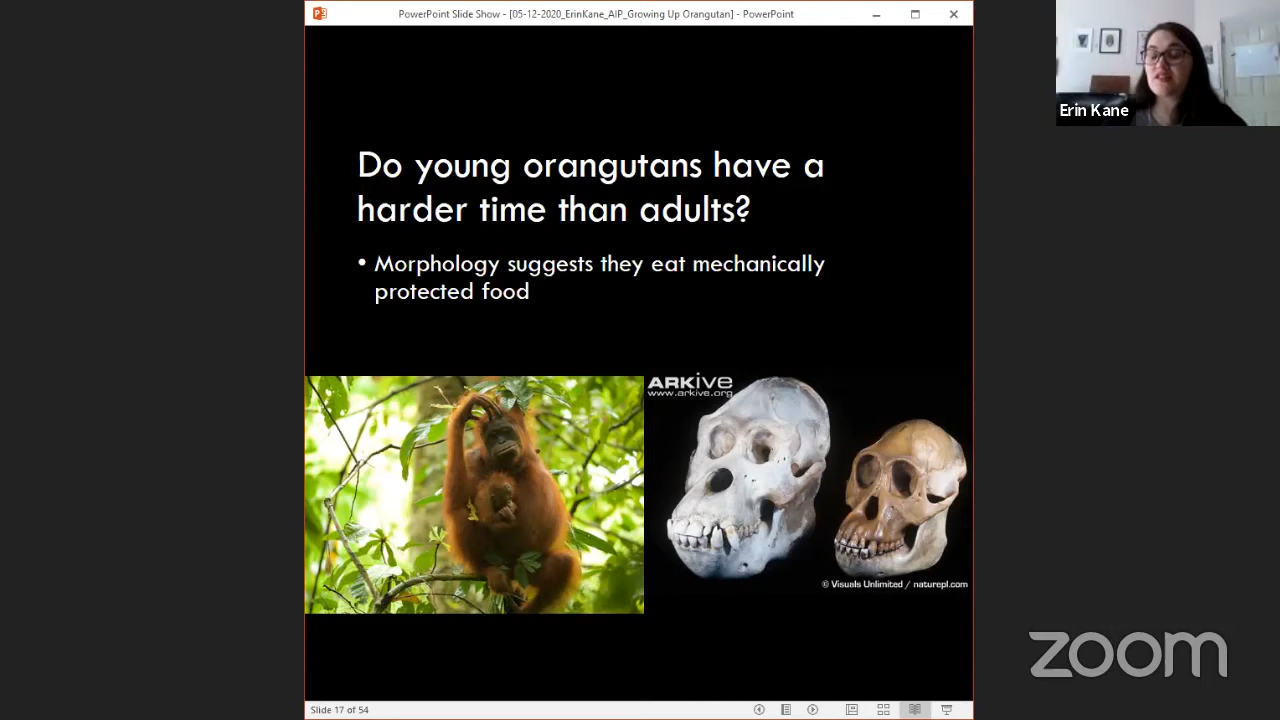 PowerPoint Slide Show - [05-12-2020_ErinKane_AIP_Growing Up Orangutan] - PowerPoint
Erin Kane
Do young orangutans have a
harder time than adults?
• Morphology suggests they eat mechanically
protected food
ARKive
www.arkive.org
© Visuals Unlimited / naturepl.com
zoom
Slide 17 of 54